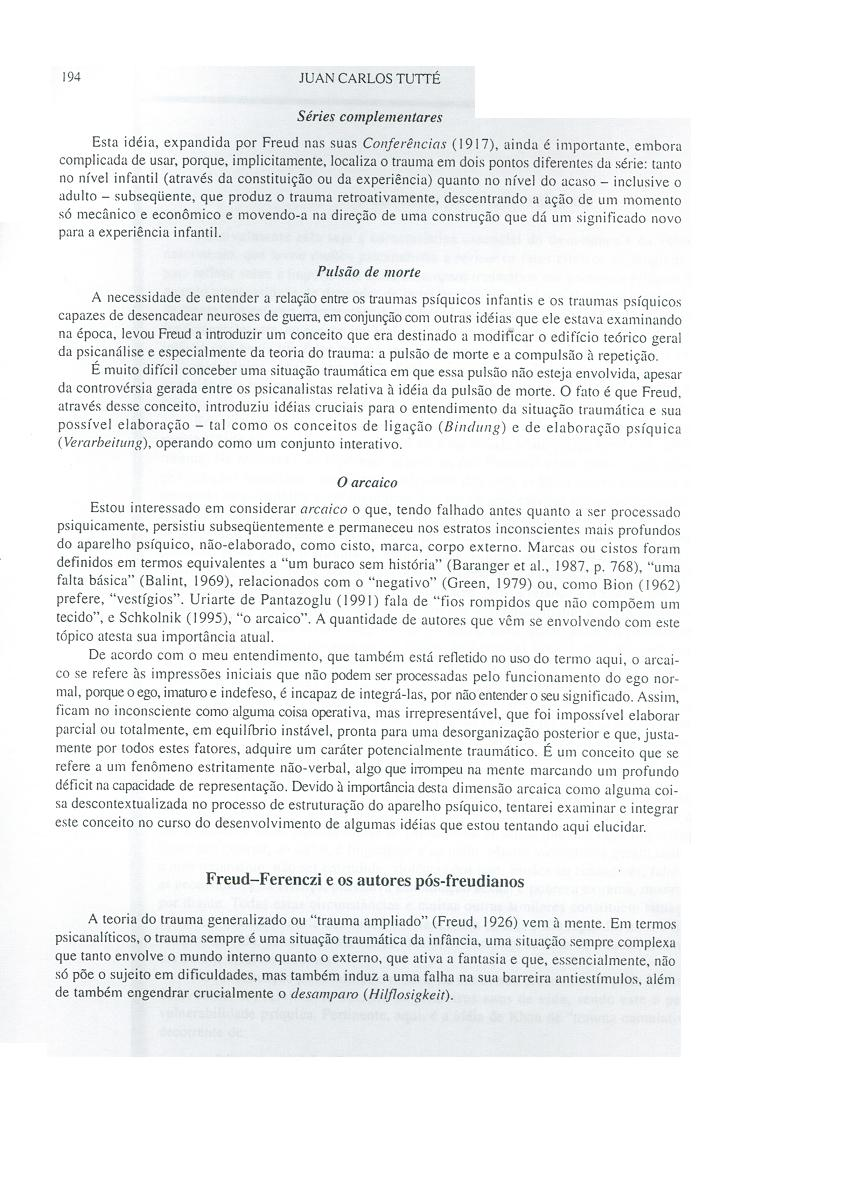 194
JUAN CARLOS TUTTÉ
Séries complementares
Esta idéia, expandida por Freud nas suas Conferências (1917), ainda é importante, embora
complicada de usar, porque, implicitamente, localiza o trauma em dois pontos diferentes da série: tanto
no nível infantil (através da constituição ou da experiência) quanto no nível do acaso – inclusive o
adulto – subseqüente, que produz o trauma retroativamente, descentrando a ação de um momento
só mecânico e econômico e movendo-a na direção de uma construção que dá um significado novo
para a experiência infantil.
Pulsão de morte
A necessidade de entender a relação entre os traumas psíquicos infantis e os traumas psíquicos
capazes de desencadear neuroses de guerra, em conjunção com outras idéias que ele estava examinando
na época, levou Freud a introduzir um conceito que era destinado a modificar o edifício teórico geral
da psicanálise e especialmente da teoria do trauma: a pulsão de morte e a compulsão à repetição.
É muito difícil conceber uma situação traumática em que essa pulsão não esteja envolvida, apesar
da controvérsia gerada entre os psicanalistas relativa à idéia da pulsão de morte. O fato é que Freud,
através desse conceito, introduziu idéias cruciais para o entendimento da situação traumática e sua
possível elaboração – tal como os conceitos de ligação (Bindung) e de elaboração psíquica
(Verarbeitung), operando como um conjunto interativo.
O arcaico
Estou interessado em considerar arcaico o que, tendo falhado antes quanto a ser processado
psiquicamente, persistiu subseqüentemente e permaneceu nos estratos inconscientes mais profundos
do aparelho psíquico, não-elaborado, como cisto, marca, corpo externo. Marcas ou cistos foram
definidos em termos equivalentes a “um buraco sem história” (Baranger et al., 1987, p. 768), “uma
falta básica” (Balint, 1969), relacionados com o “negativo” (Green, 1979) ou, como Bion (1962)
prefere, “vestígios”. Uriarte de Pantazoglu (1991) fala de “fios rompidos que não compõem um
tecido”, e Schkolnik (1995), “o arcaico”. A quantidade de autores que vêm se envolvendo com este
tópico atesta sua importância atual.
De acordo com o meu entendimento, que também está refletido no uso do termo aqui, o arcai-
co se refere às impressões iniciais que não podem ser processadas pelo funcionamento do ego nor-
mal, porque o ego, imaturo e indefeso, é incapaz de integrá-las, por não entender o seu significado. Assim,
ficam no inconsciente como alguma coisa operativa, mas irrepresentável, que foi impossível elaborar
parcial ou totalmente, em equilíbrio instável, pronta para uma desorganização posterior e que, justa-
mente por todos estes fatores, adquire um caráter potencialmente traumático. É um conceito que se
refere a um fenômeno estritamente não-verbal, algo que irrompeu na mente marcando um profundo
déficit na capacidade de representação. Devido à importância desta dimensão arcaica como alguma coi-
sa descontextualizada no processo de estruturação do aparelho psíquico, tentarei examinar e integrar
este conceito no curso do desenvolvimento de algumas idéias que estou tentando aqui elucidar.
Freud–Ferenczi e os autores pós-freudianos
A teoria do trauma generalizado ou “trauma ampliado” (Freud, 1926) vem à mente. Em termos
psicanalíticos, o trauma sempre é uma situação traumática da infância, uma situação sempre complexa
que tanto envolve o mundo interno quanto o externo, que ativa a fantasia e que, essencialmente, não
só põe o sujeito em dificuldades, mas também induz a uma falha na sua barreira antiestímulos, além
de também engendrar crucialmente o desamparo (Hilflosigkeit).